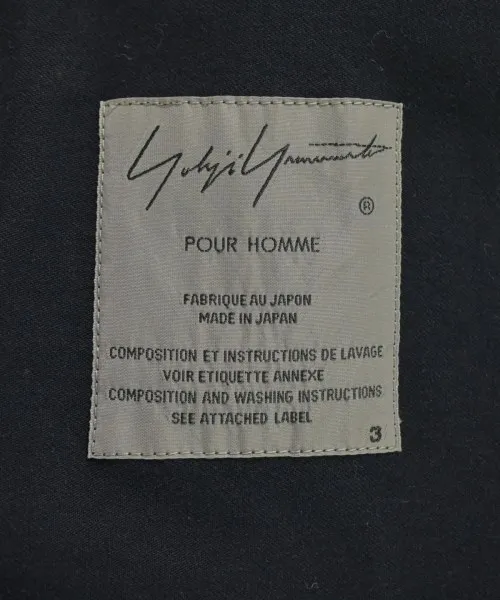 Yohji Yamamoto
®
POUR HOMME
FABRIQUE AU JAPON
MADE IN JAPAN
COMPOSITION ET INSTRUCTIONS DE LAVAGE
VOIR ETIQUETTE ANNEXE
COMPOSITION AND WASHING INSTRUCTIONS
SEE ATTACHED LABEL
3